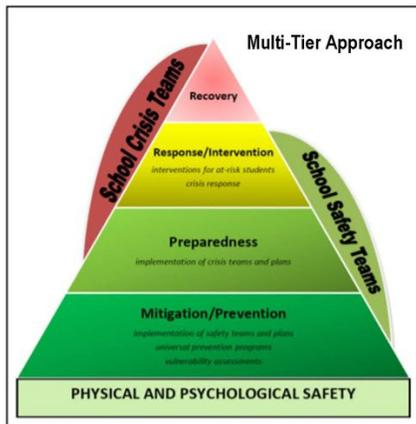 Multi-Tier Approach
School Crisis Teams
Recovery
Response/Intervention
interventions for at-risk students
crisis response
School Safety Teams
Preparedness
implementation of crisis teams and plans
Mitigation/Prevention
implementation of safety teams and plans
universal prevention programs
vulnerability assessments
PHYSICAL AND PSYCHOLOGICAL SAFETY